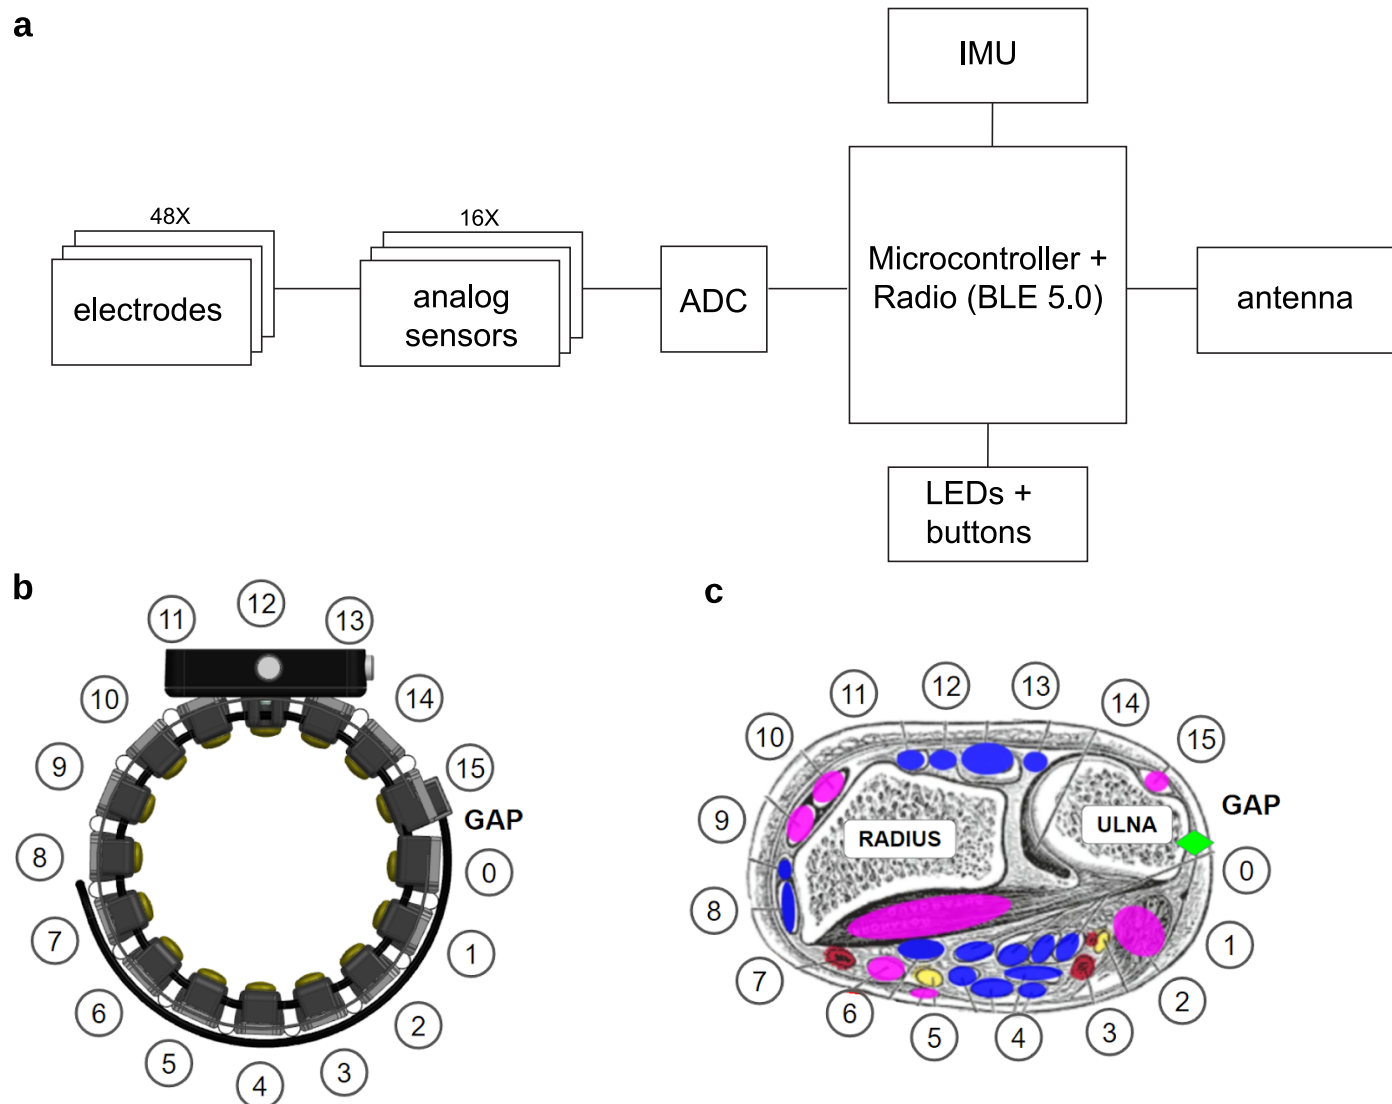 a
IMU
48X
16X
electrodes
analog
sensors
ADC
Microcontroller +
Radio (BLE 5.0)
antenna
LEDs +
buttons
b
11
12
13
10
14
9
15
GAP
8
0
7
1
6
2
5
4
3
c
11
12
13
14
10
15
9
RADIUS
ULNA
GAP
0
8
1
7
6
5
4
3
2